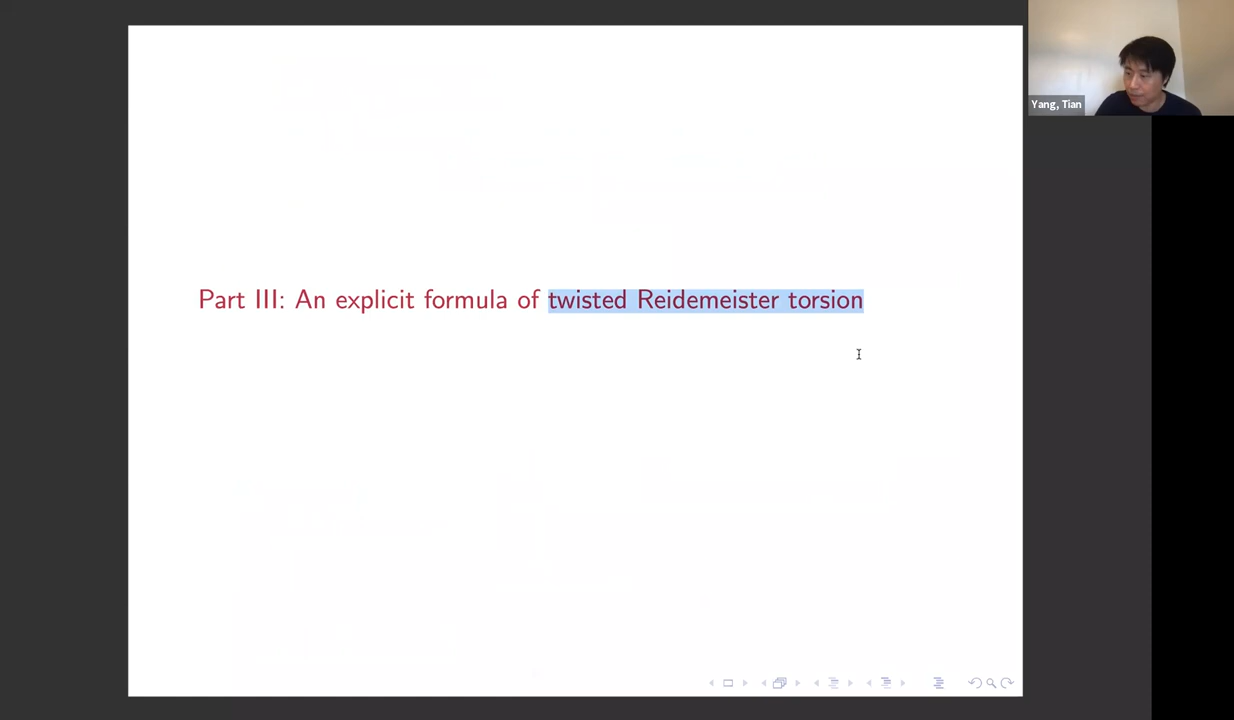 Yang, Tian
Part III: An explicit formula of twisted Reidemeister torsion